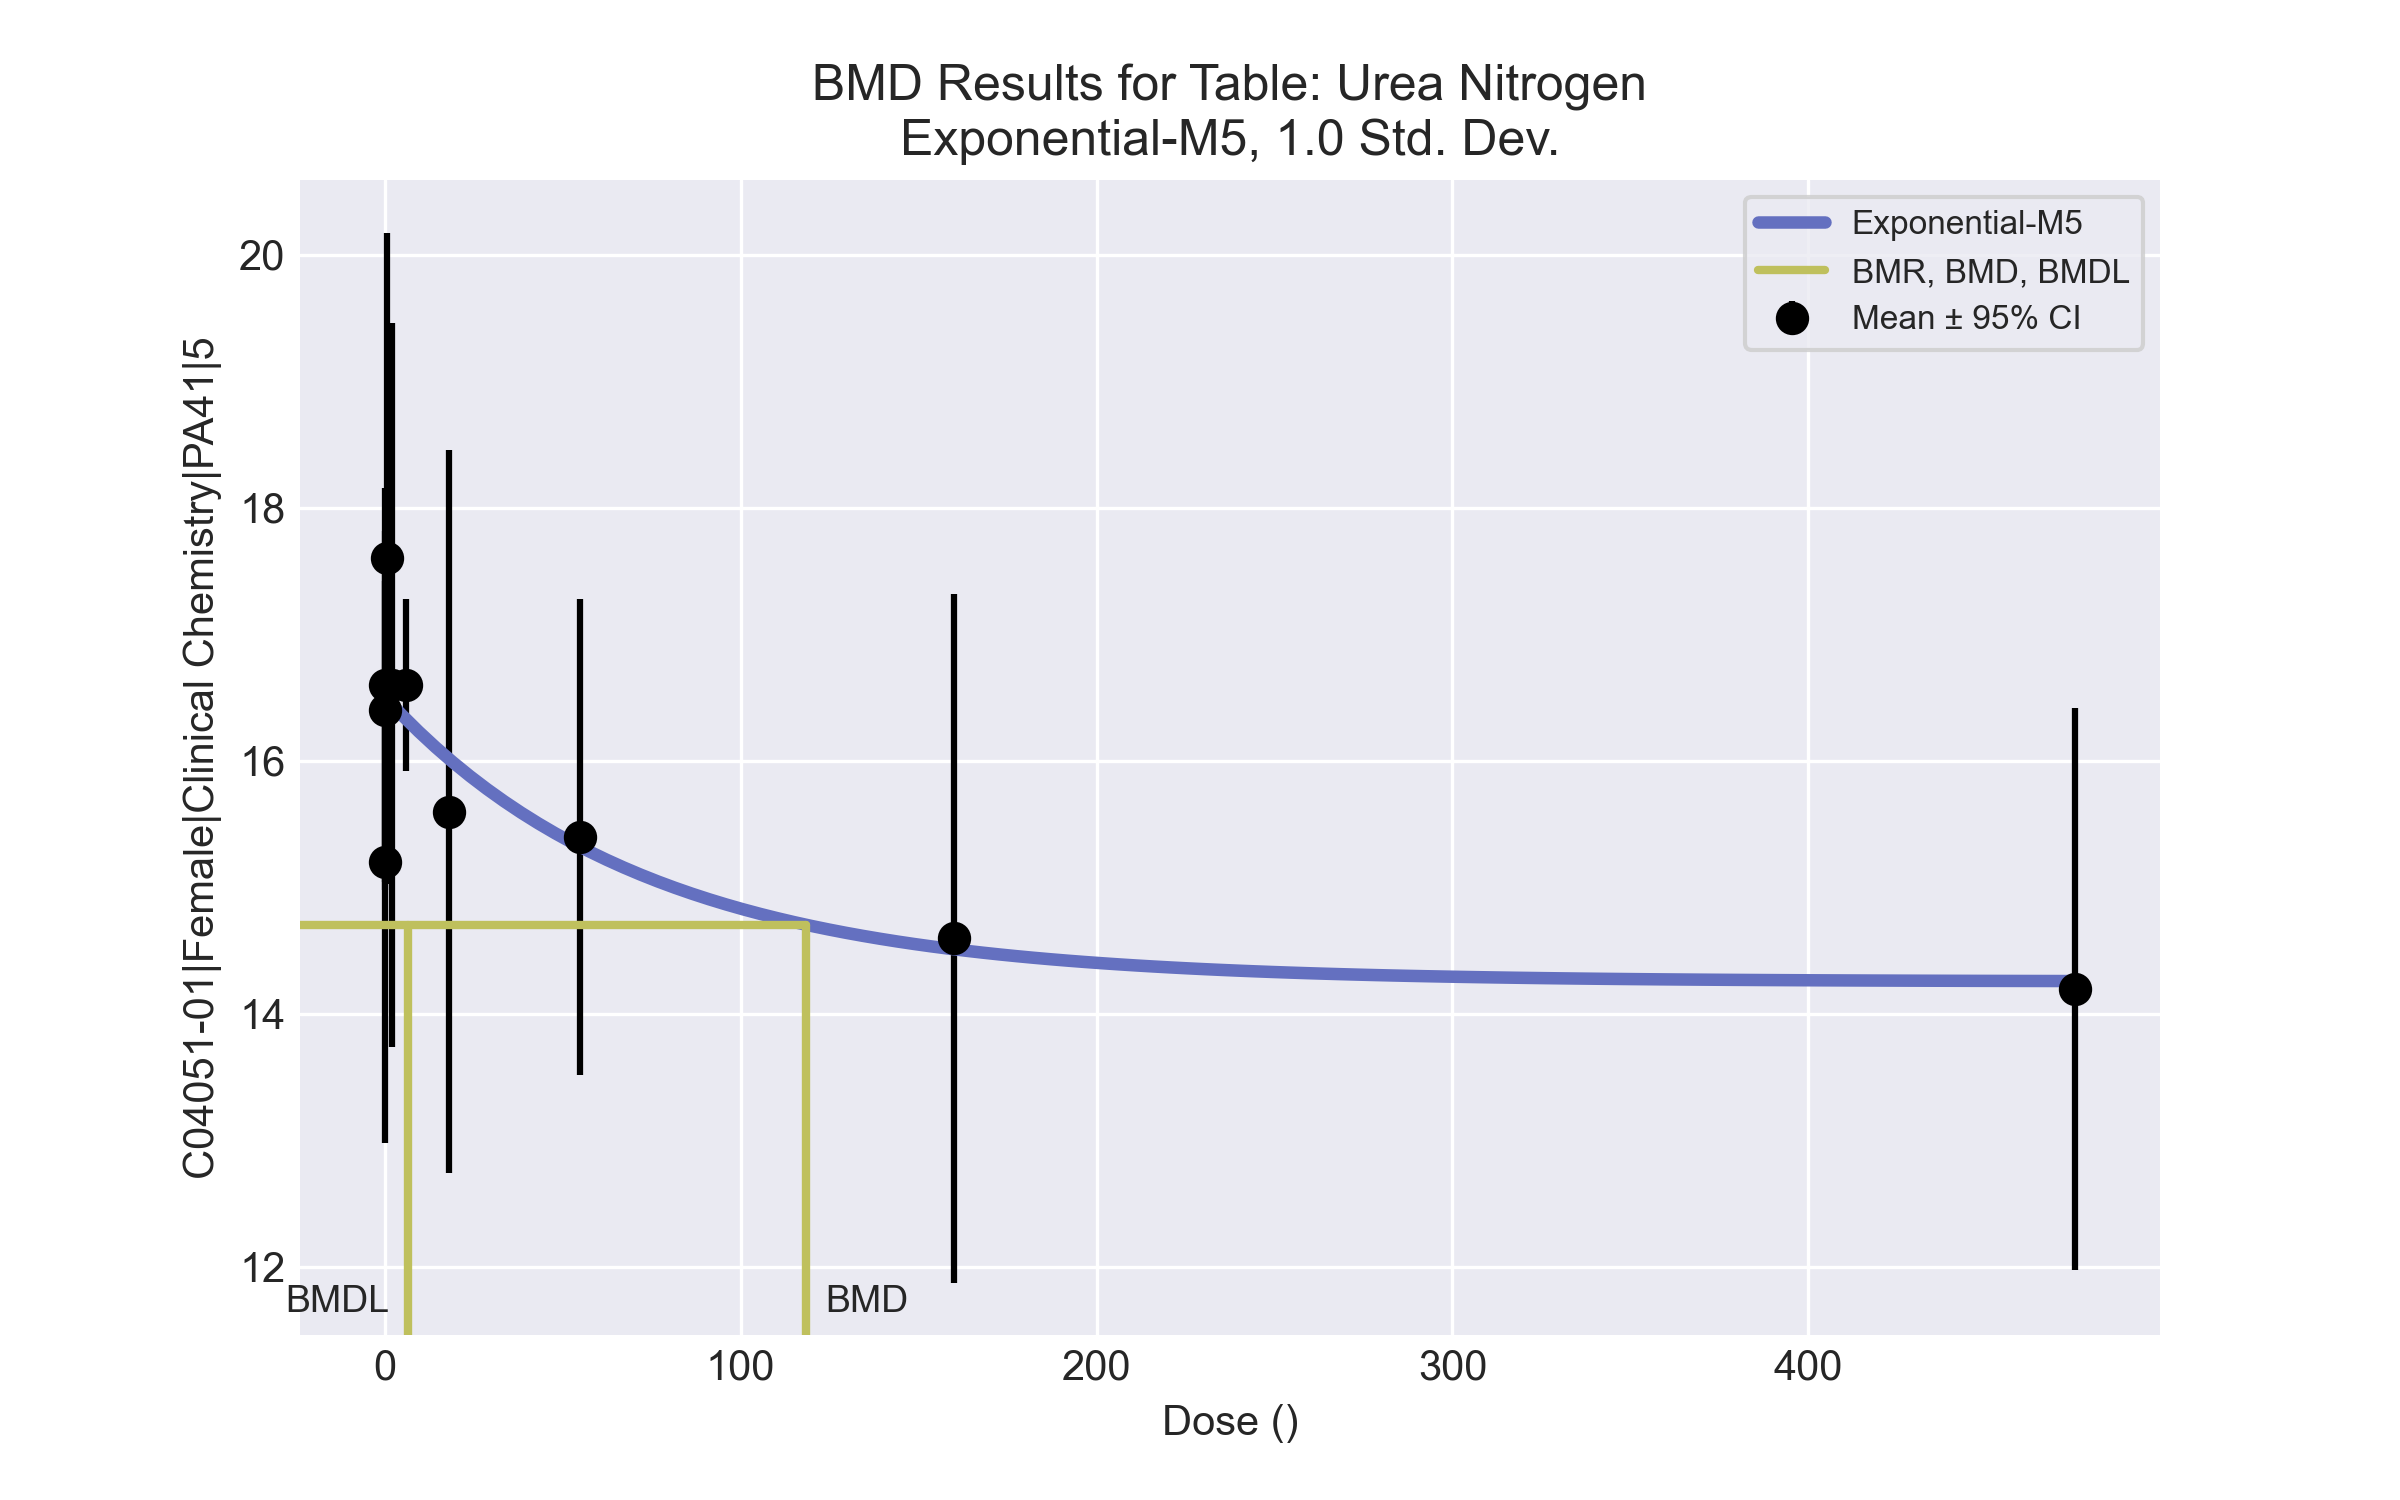 BMD Results for Table: Urea Nitrogen
Exponential-M5, 1.0 Std. Dev.
Exponential-M5
BMR, BMD, BMDL
Mean ± 95% CI
C04051-01|Female|Clinical Chemistry|PA41|5
20
18
16
14
12
BMDL
BMD
0
100
200
300
400
Dose ()